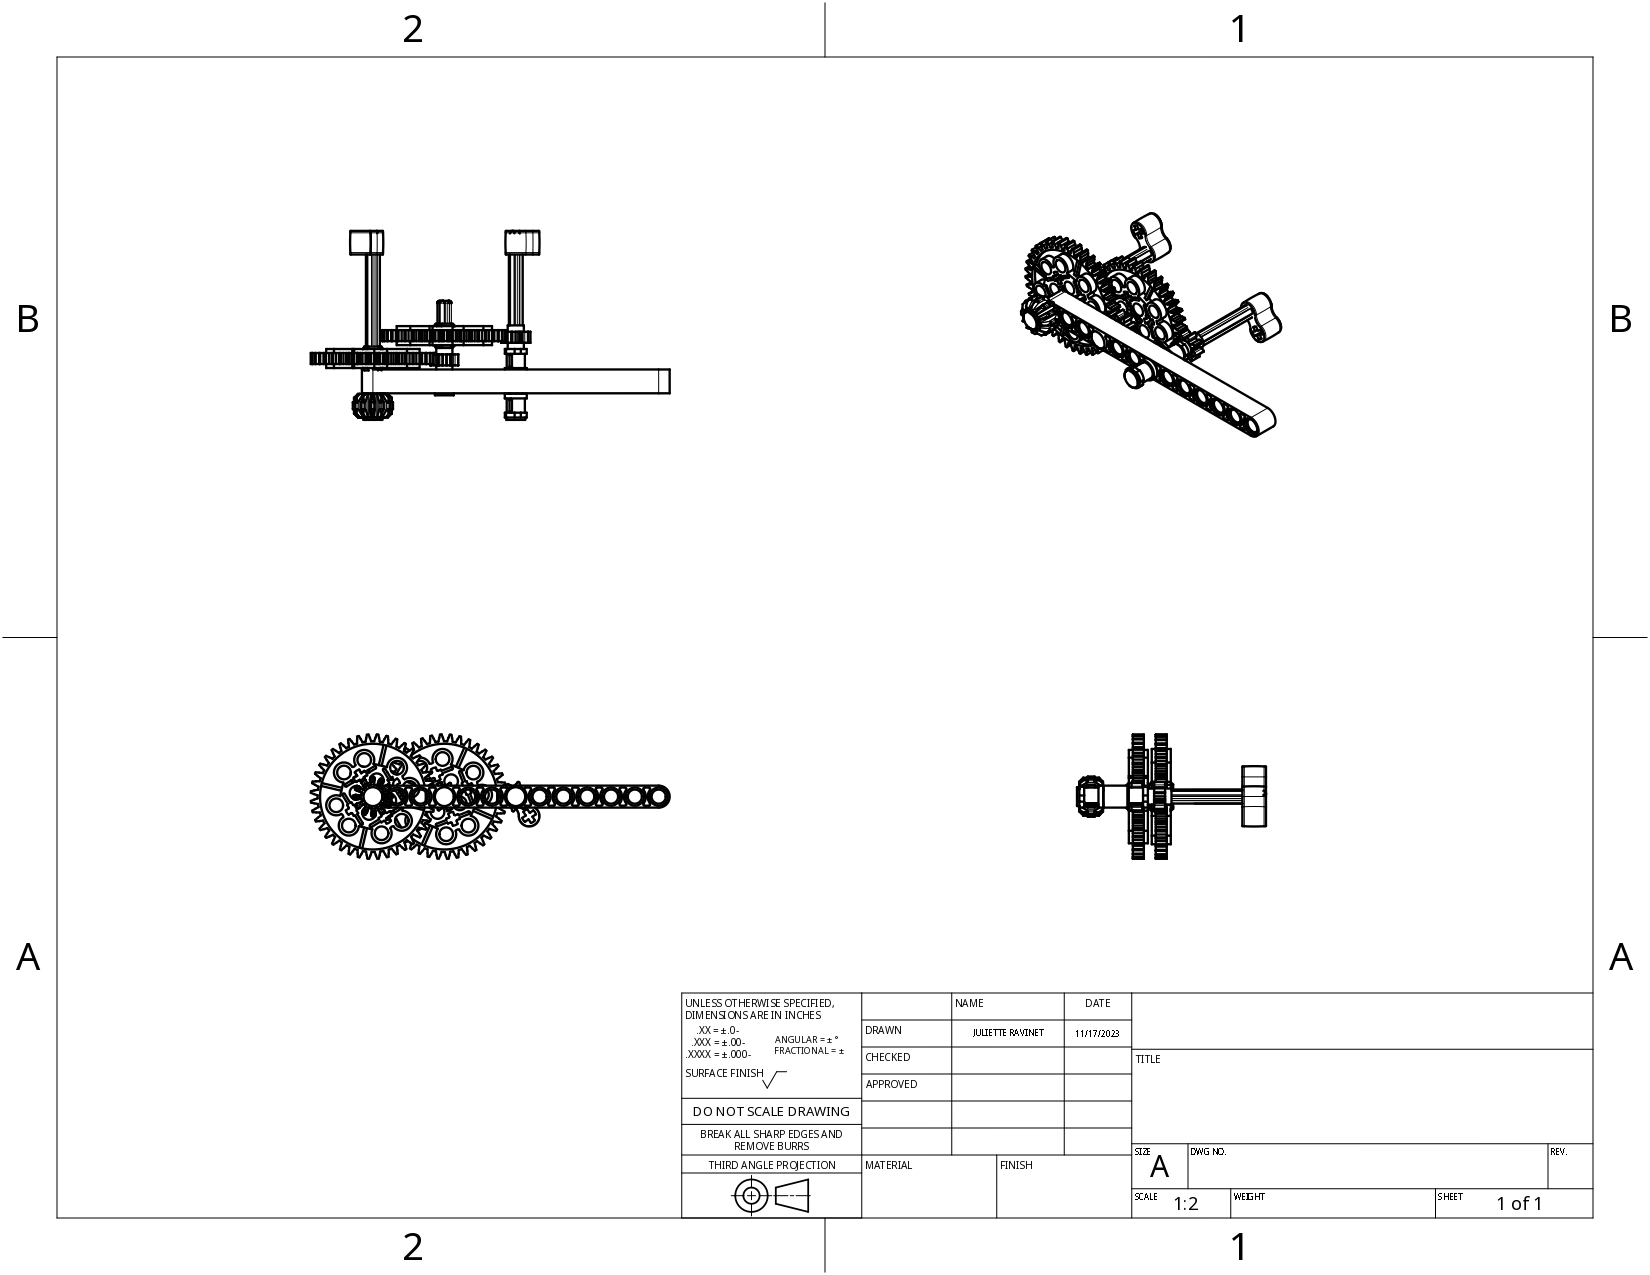 2 1
B B
A A
UNLESS OTHERWISE SPECIFIED,
DIMENSIONS ARE IN INCHES
.XX = ±.0-
.XXX = ±.00-
.XXXX = ±.000-
ANGULAR = ± °
FRACTIONAL = ±
SURFACE FINISH
DO NOT SCALE DRAWING
BREAK ALL SHARP EDGES AND
REMOVE BURRS
THIRD ANGLE PROJECTION
NAME DATE
DRAWN JULIETTE RAVINET 11/17/2023
CHECKED
APPROVED
MATERIAL FINISH
TITLE
SIZE DWG NO. REV.
A
SCALE 1:2 WEIGHT SHEET 1 of 1
2 1